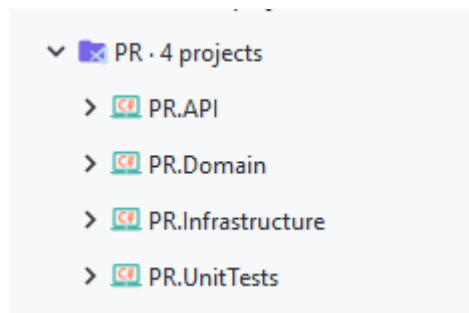 PR · 4 projects
C# PR.API
C# PR.Domain
C# PR.Infrastructure
C# PR.UnitTests